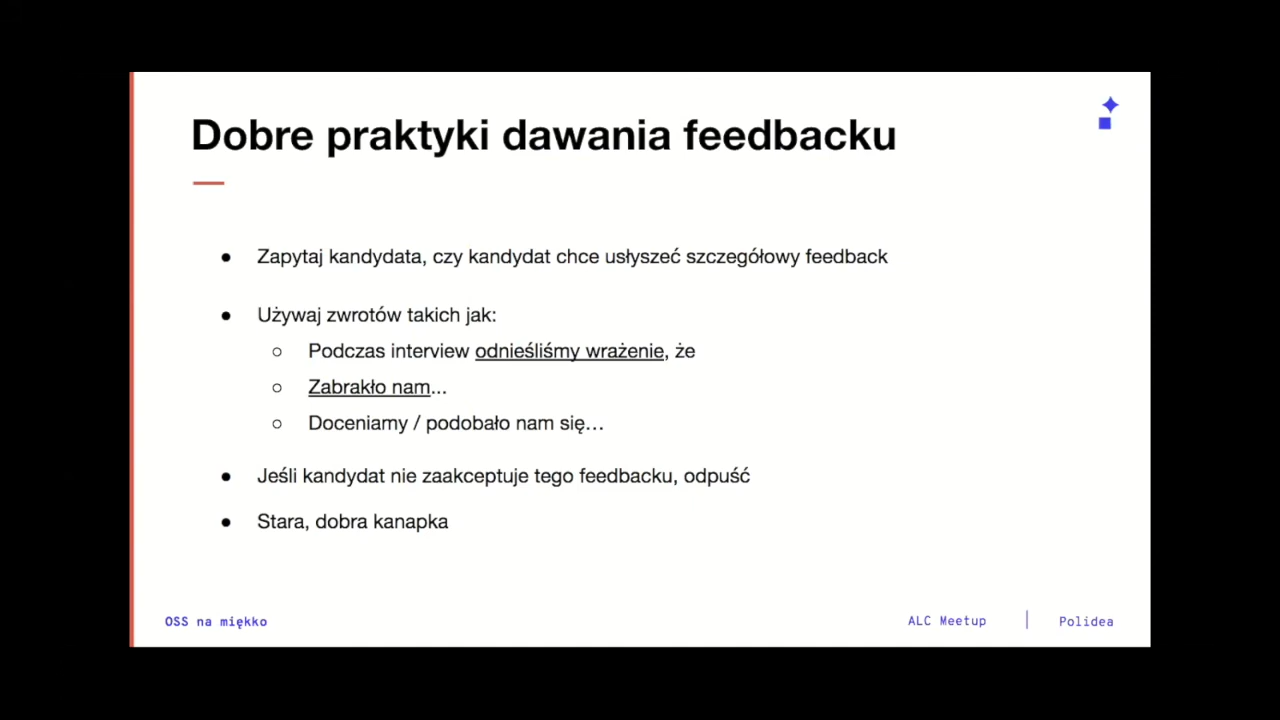 Dobre praktyki dawania feedbacku
● Zapytaj kandydata, czy kandydat chce usłyszeć szczegółowy feedback
● Używaj zwrotów takich jak:
○ Podczas interview odnieśliśmy wrażenie, że
○ Zabrakło nam...
○ Doceniamy / podobało nam się…
● Jeśli kandydat nie zaakceptuje tego feedbacku, odpuść
● Stara, dobra kanapka
OSS na miękko
ALC Meetup | Polidea